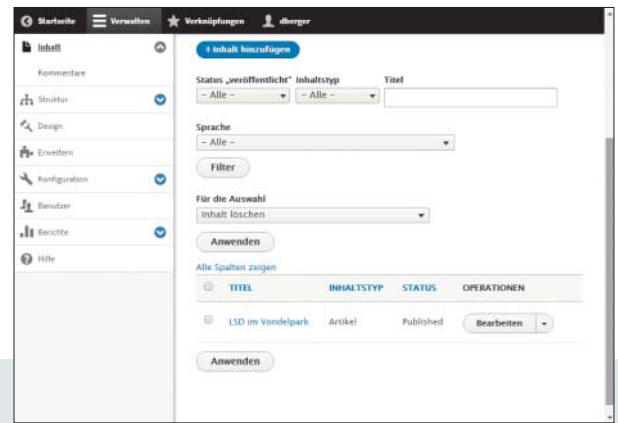 Startseite Verwalten Verknüpfungen dberger
Inhalt
Kommentare
Struktur
Design
Erweitern
Konfiguration
Benutzer
Berichte
Hilfe
+ Inhalt hinzufügen
Status „veröffentlicht“ Inhaltstyp Titel
- Alle - - Alle -
Sprache
- Alle -
Filter
Für die Auswahl
Inhalt löschen
Anwenden
Alle Spalten zeigen
TITEL INHALTSTYP STATUS OPERATIONEN
LSD im Vondelpark Artikel Published Bearbeiten
Anwenden